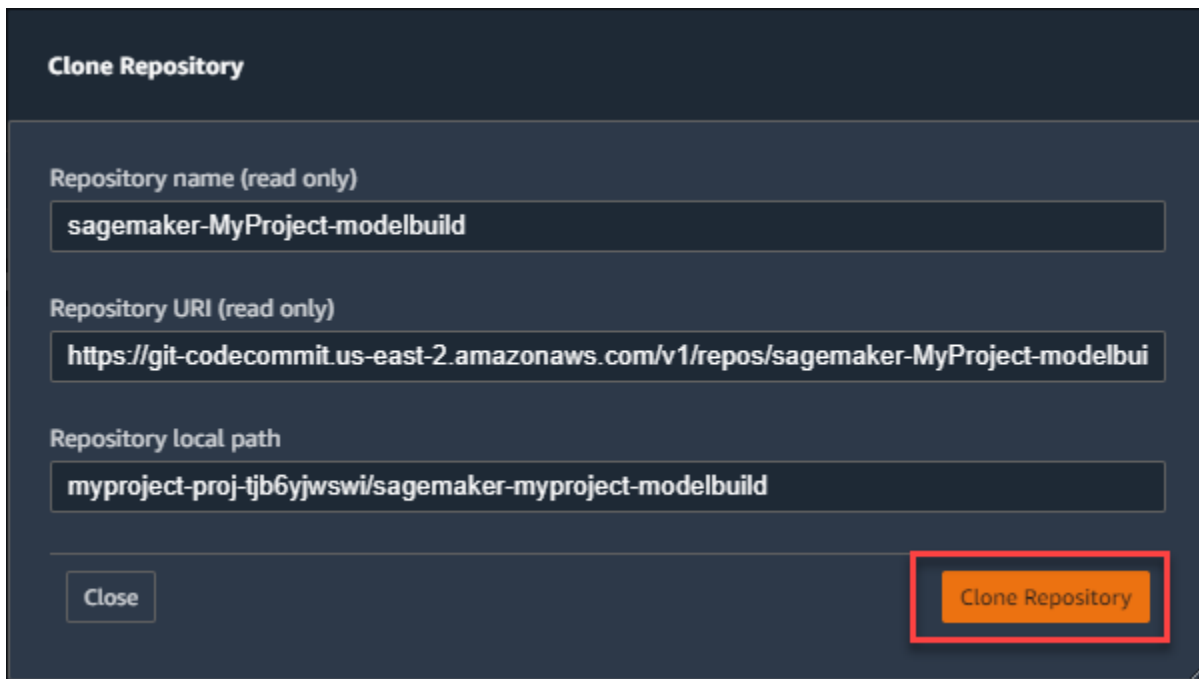 Clone Repository
Repository name (read only)
sagemaker-MyProject-modelbuild
Repository URI (read only)
https://git-codecommit.us-east-2.amazonaws.com/v1/repos/sagemaker-MyProject-modelbui
Repository local path
myproject-proj-tjb6yjwswi/sagemaker-myproject-modelbuild
Close
Clone Repository